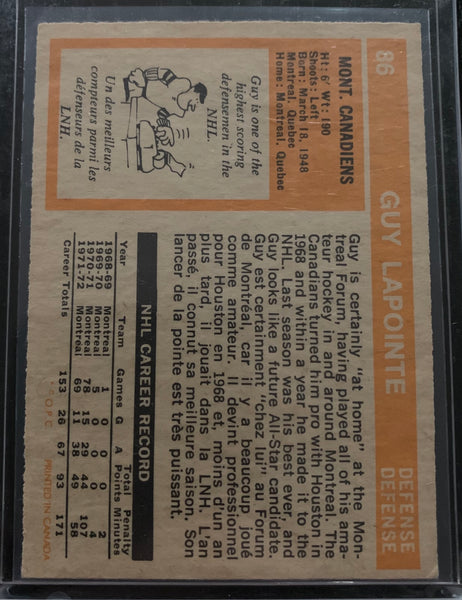 86
GUY LAPOINTE
DEFENSE
DEFENSE
MONT CANADIENS
Ht: 6' Wt: 190
Shoots: Left
Born: March 18, 1948
Montreal, Quebec
Home: Montreal, Quebec
Guy is one of the
highest scoring
defensemen in the
NHL.
Un des meilleurs
compteurs parmi les
défenseurs de la
LNH.
Guy is certainly "at home" at the Mon-
treal Forum, having played all of his ama-
teur hockey in and around Montreal. The
Canadiens turned him pro with Houston in
1968 and within a year he made it to the
NHL. Last season was his best ever, and
Guy looks like a future All-Star candidate.
Guy est certainment "chez lui" au Forum
de Montréal, car il y a beaucoup joué
comme amateur. Il devint professionnel
pour Houston en 1968 et, moins d'un an
plus tard, il jouait dans la LNH. L'an
passé, il connut sa meilleure saison. Son
lancer de la pointe est très puissant.
NHL CAREER RECORD
Year Team Games G A Total Points Penalty Minutes
1968-69 Montreal 1 0 0 0 2
1969-70 Montreal 5 0 0 0 4
1970-71 Montreal 78 15 29 44 107
1971-72 Montreal 69 11 38 49 58
Career Totals 153 26 67 93 171
O.P.C. PRINTED IN CANADA